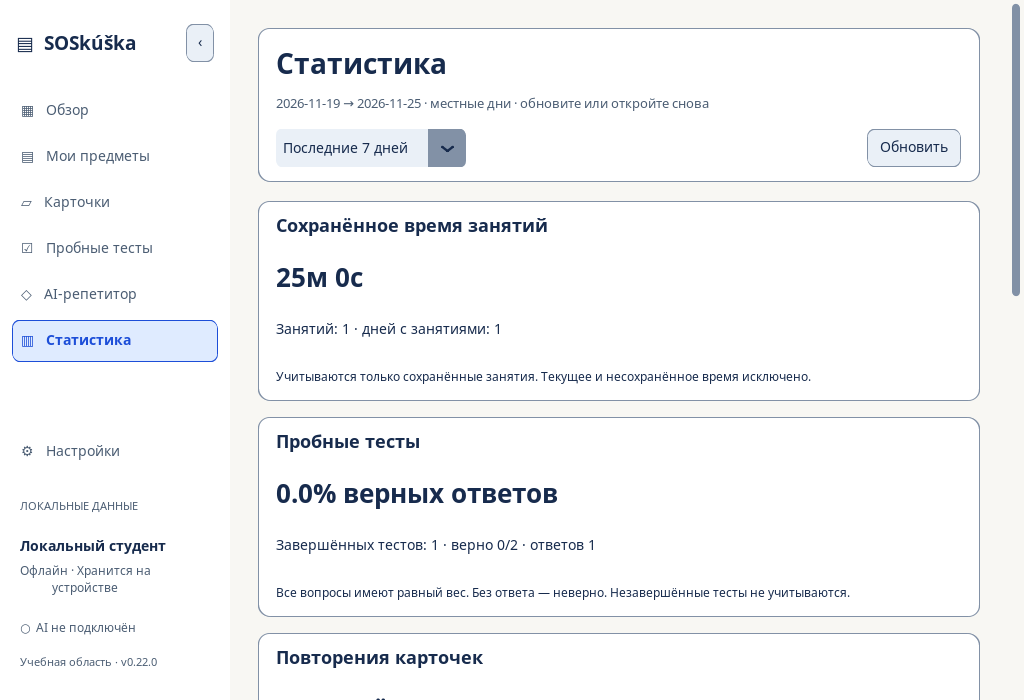 SOSkúška
‹
Обзор
Мои предметы
Карточки
Пробные тесты
AI-репетитор
Статистика
Настройки
ЛОКАЛЬНЫЕ ДАННЫЕ
Локальный студент
Офлайн · Хранится на
устройстве
AI не подключён
Учебная область · v0.22.0
Статистика
2026-11-19 → 2026-11-25 · местные дни · обновите или откройте снова
Последние 7 дней
Обновить
Сохранённое время занятий
25м 0с
Занятий: 1 · дней с занятиями: 1
Учитываются только сохранённые занятия. Текущее и несохранённое время исключено.
Пробные тесты
0.0% верных ответов
Завершённых тестов: 1 · верно 0/2 · ответов 1
Все вопросы имеют равный вес. Без ответа — неверно. Незавершённые тесты не учитываются.
Повторения карточек